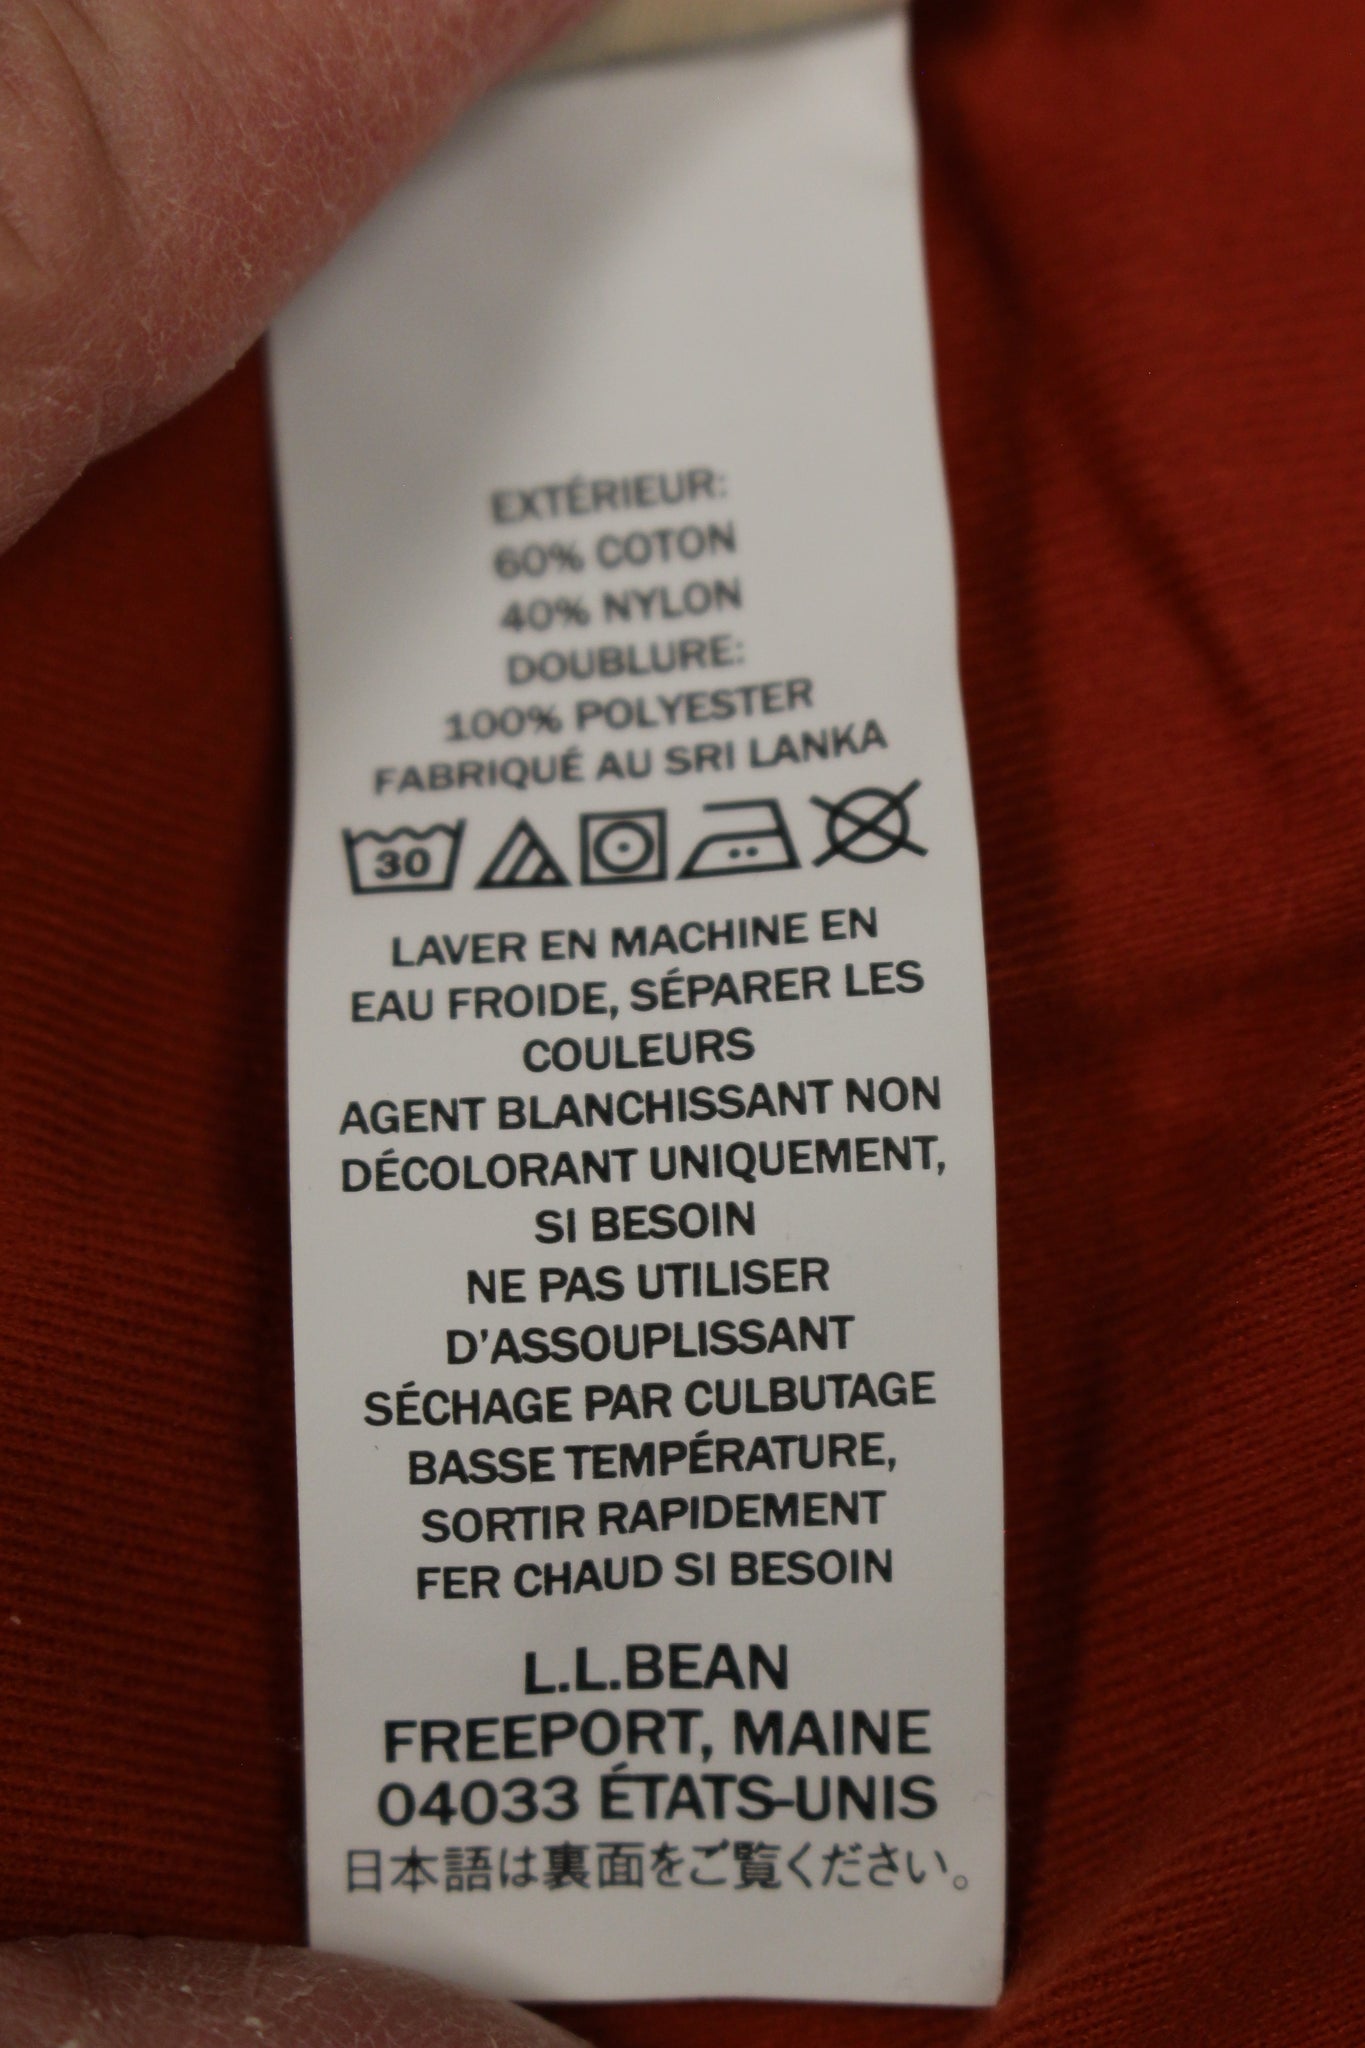 EXTÉRIEUR:
60% COTON
40% NYLON
DOUBLURE:
100% POLYESTER
FABRIQUÉ AU SRI LANKA
30
LAVER EN MACHINE EN
EAU FROIDE, SÉPARER LES
COULEURS
AGENT BLANCHISSANT NON
DÉCOLORANT UNIQUEMENT,
SI BESOIN
NE PAS UTILISER
D'ASSOUPLISSANT
SÉCHAGE PAR CULBUTAGE
BASSE TEMPÉRATURE,
SORTIR RAPIDEMENT
FER CHAUD SI BESOIN
L.L.BEAN
FREEPORT, MAINE
04033 ÉTATS-UNIS
日本語は裏面をご覧ください。